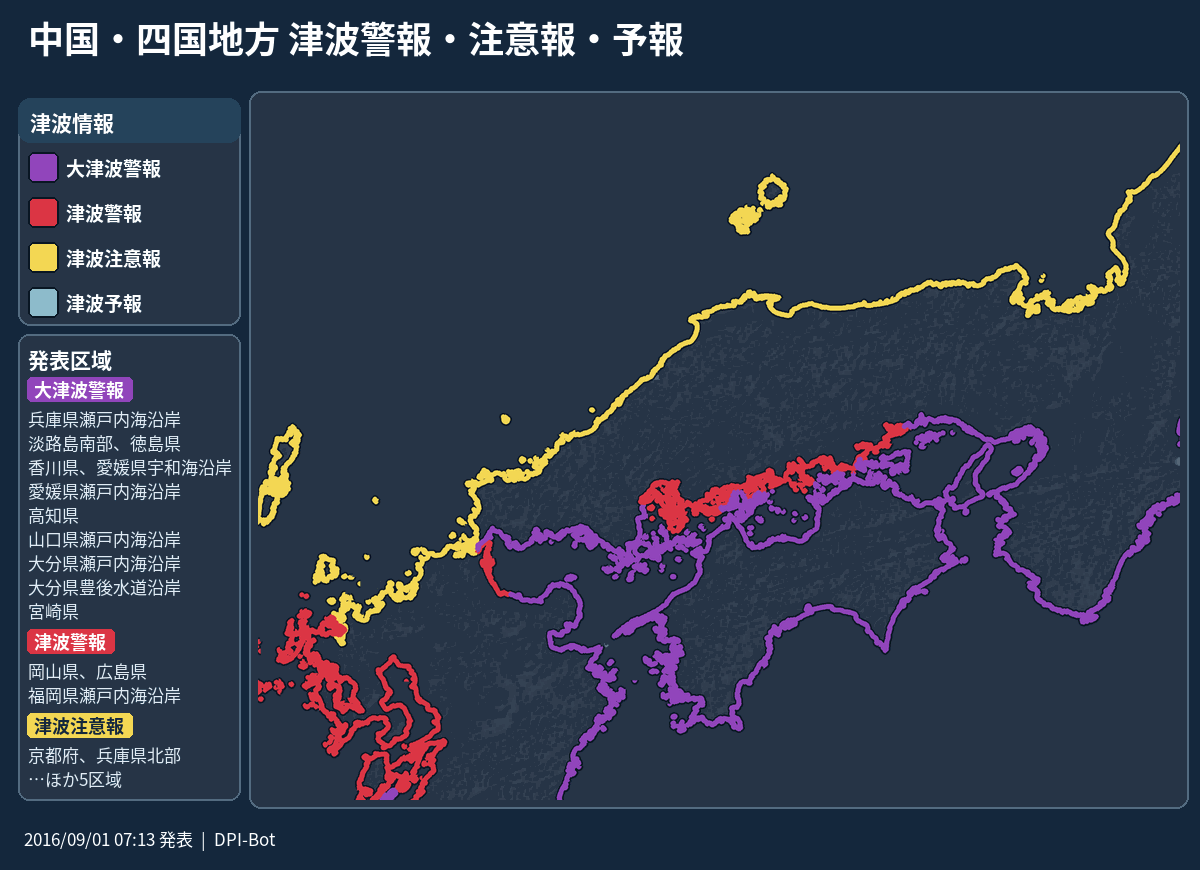 中国・四国地方 津波警報・注意報・予報
津波情報
大津波警報
津波警報
津波注意報
津波予報
発表区域
大津波警報
兵庫県瀬戸内海沿岸
淡路島南部、徳島県
香川県、愛媛県宇和海沿岸
愛媛県瀬戸内海沿岸
高知県
山口県瀬戸内海沿岸
大分県瀬戸内海沿岸
大分県豊後水道沿岸
宮崎県
津波警報
岡山県、広島県
福岡県瀬戸内海沿岸
津波注意報
京都府、兵庫県北部
…ほか5区域
2016/09/01 07:13 発表 | DPI-Bot